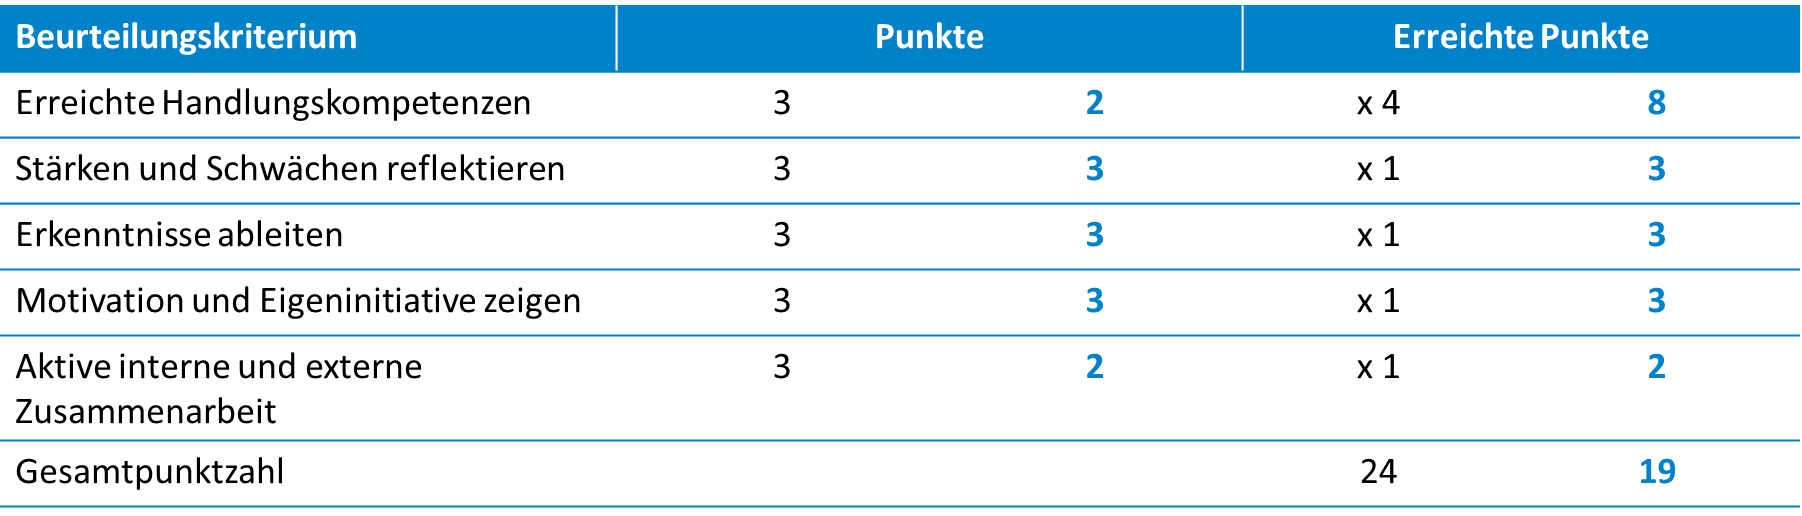 Beurteilungskriterium Punkte Erreichte Punkte
Erreichte Handlungskompetenzen 3 2 x 4 8
Stärken und Schwächen reflektieren 3 3 x 1 3
Erkenntnisse ableiten 3 3 x 1 3
Motivation und Eigeninitiative zeigen 3 3 x 1 3
Aktive interne und externe 3 2 x 1 2
Zusammenarbeit
Gesamtpunktzahl 24 19